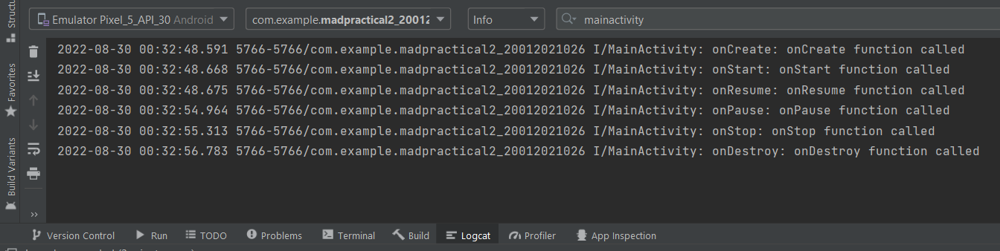 Emulator Pixel_5_API_30 Android
com.example.madpractical2_20012
Info
mainactivity
Favorites
Build Variants
2022-08-30 00:32:48.591 5766-5766/com.example.madpractical2_20012021026 I/MainActivity: onCreate: onCreate function called
2022-08-30 00:32:48.668 5766-5766/com.example.madpractical2_20012021026 I/MainActivity: onStart: onStart function called
2022-08-30 00:32:48.675 5766-5766/com.example.madpractical2_20012021026 I/MainActivity: onResume: onResume function called
2022-08-30 00:32:54.964 5766-5766/com.example.madpractical2_20012021026 I/MainActivity: onPause: onPause function called
2022-08-30 00:32:55.313 5766-5766/com.example.madpractical2_20012021026 I/MainActivity: onStop: onStop function called
2022-08-30 00:32:56.783 5766-5766/com.example.madpractical2_20012021026 I/MainActivity: onDestroy: onDestroy function called
Version Control Run TODO Problems Terminal Build Logcat Profiler App Inspection